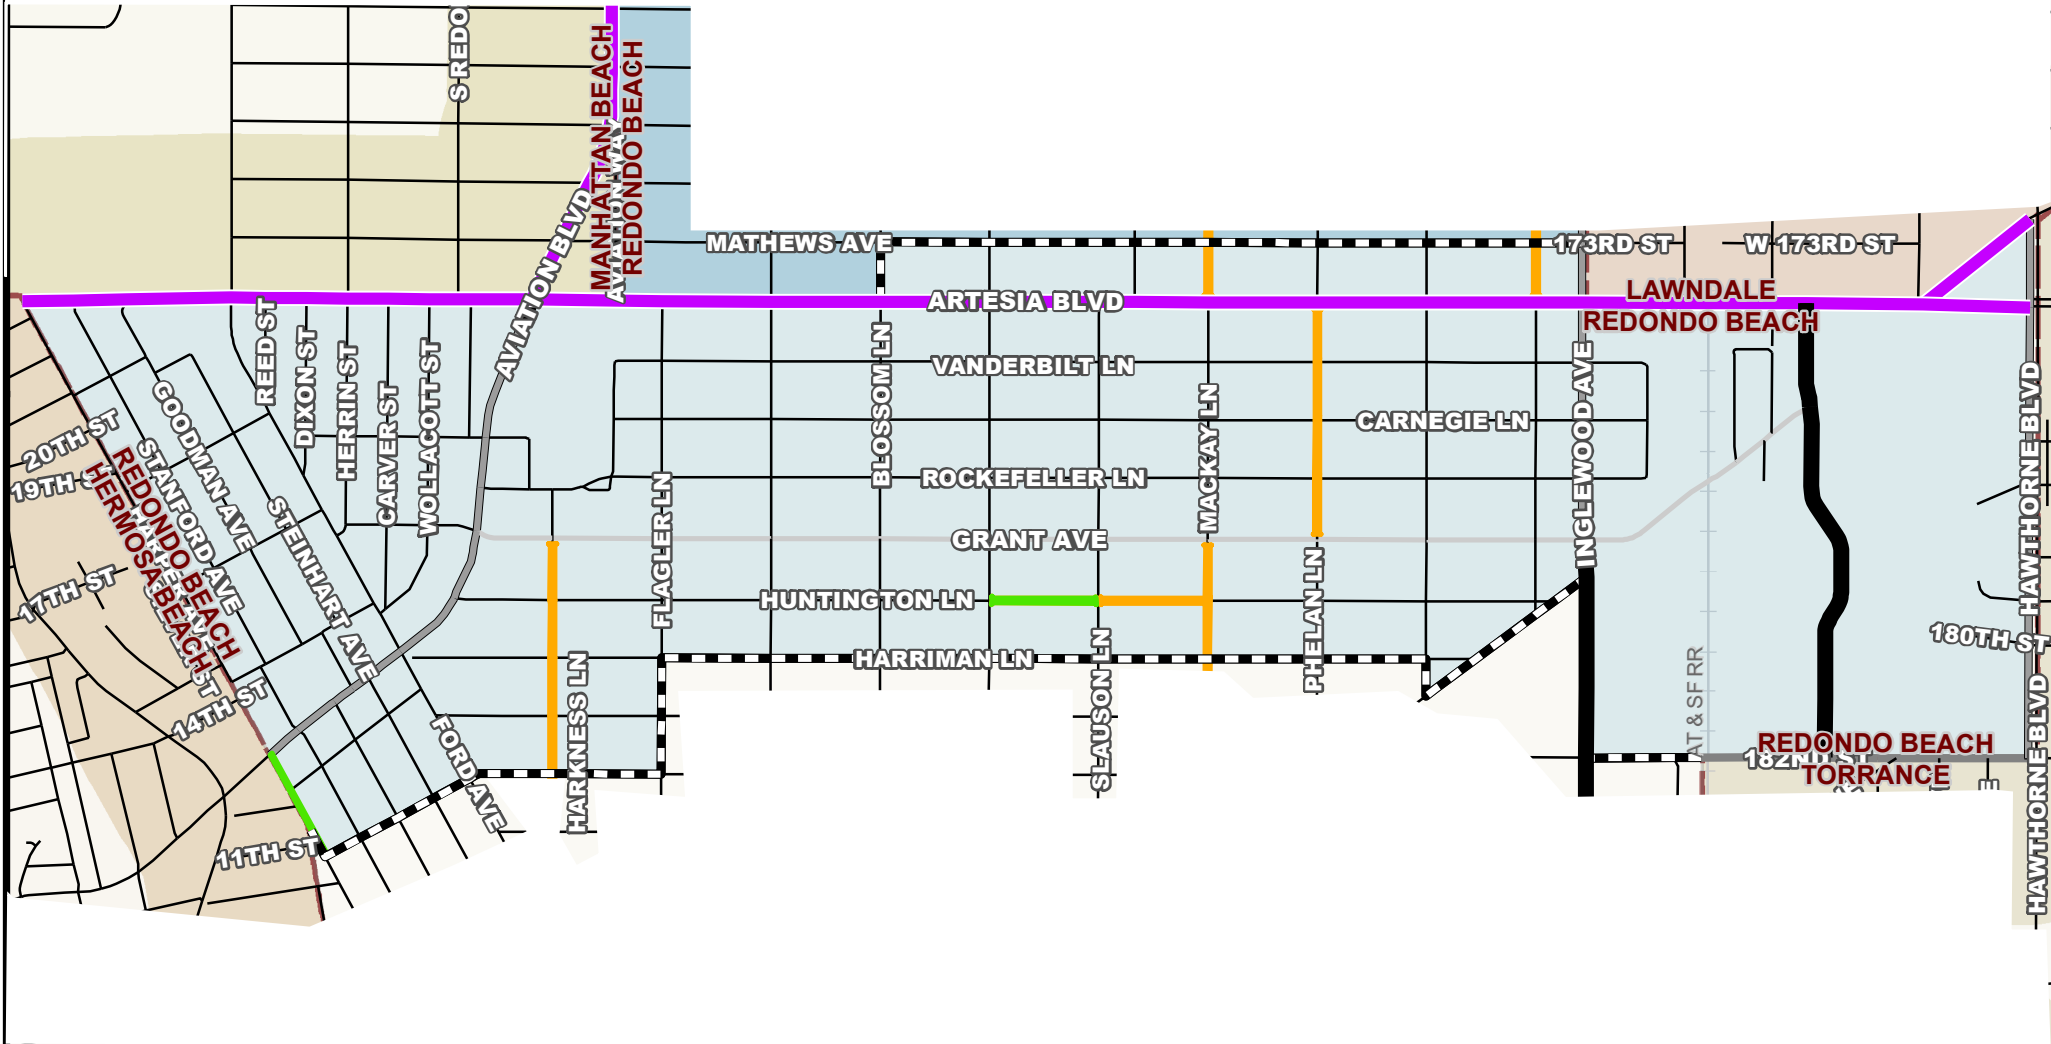 S REDO
MANHATTAN BEACH
REDONDO BEACH
AVIATION WAY
AVIATION BLVD
MATHEWS AVE
173RD ST
W 173RD ST
ARTESIA BLVD
LAWNDALE
REDONDO BEACH
REED ST
DIXON ST
HERRIN ST
CARVER ST
WOLLACOTT ST
BLOSSOM LN
VANDERBILT LN
MACKAY LN
CARNEGIE LN
INGLEWOOD AVE
HAWTHORNE BLVD
GOODMAN AVE
20TH ST
19TH S
STANFORD AVE
REDONDO BEACH
HERMOSA BEACH
STEINHART AVE
FLAGLER LN
ROCKEFELLER LN
GRANT AVE
PHELAN LN
17TH ST
HUNTINGTON LN
180TH ST
HARRIMAN LN
14TH ST
FORD AVE
HARKNESS LN
SLAUSON LN
AT & SF RR
REDONDO BEACH
182ND ST
TORRANCE
HAWTHORNE BLVD
11TH ST